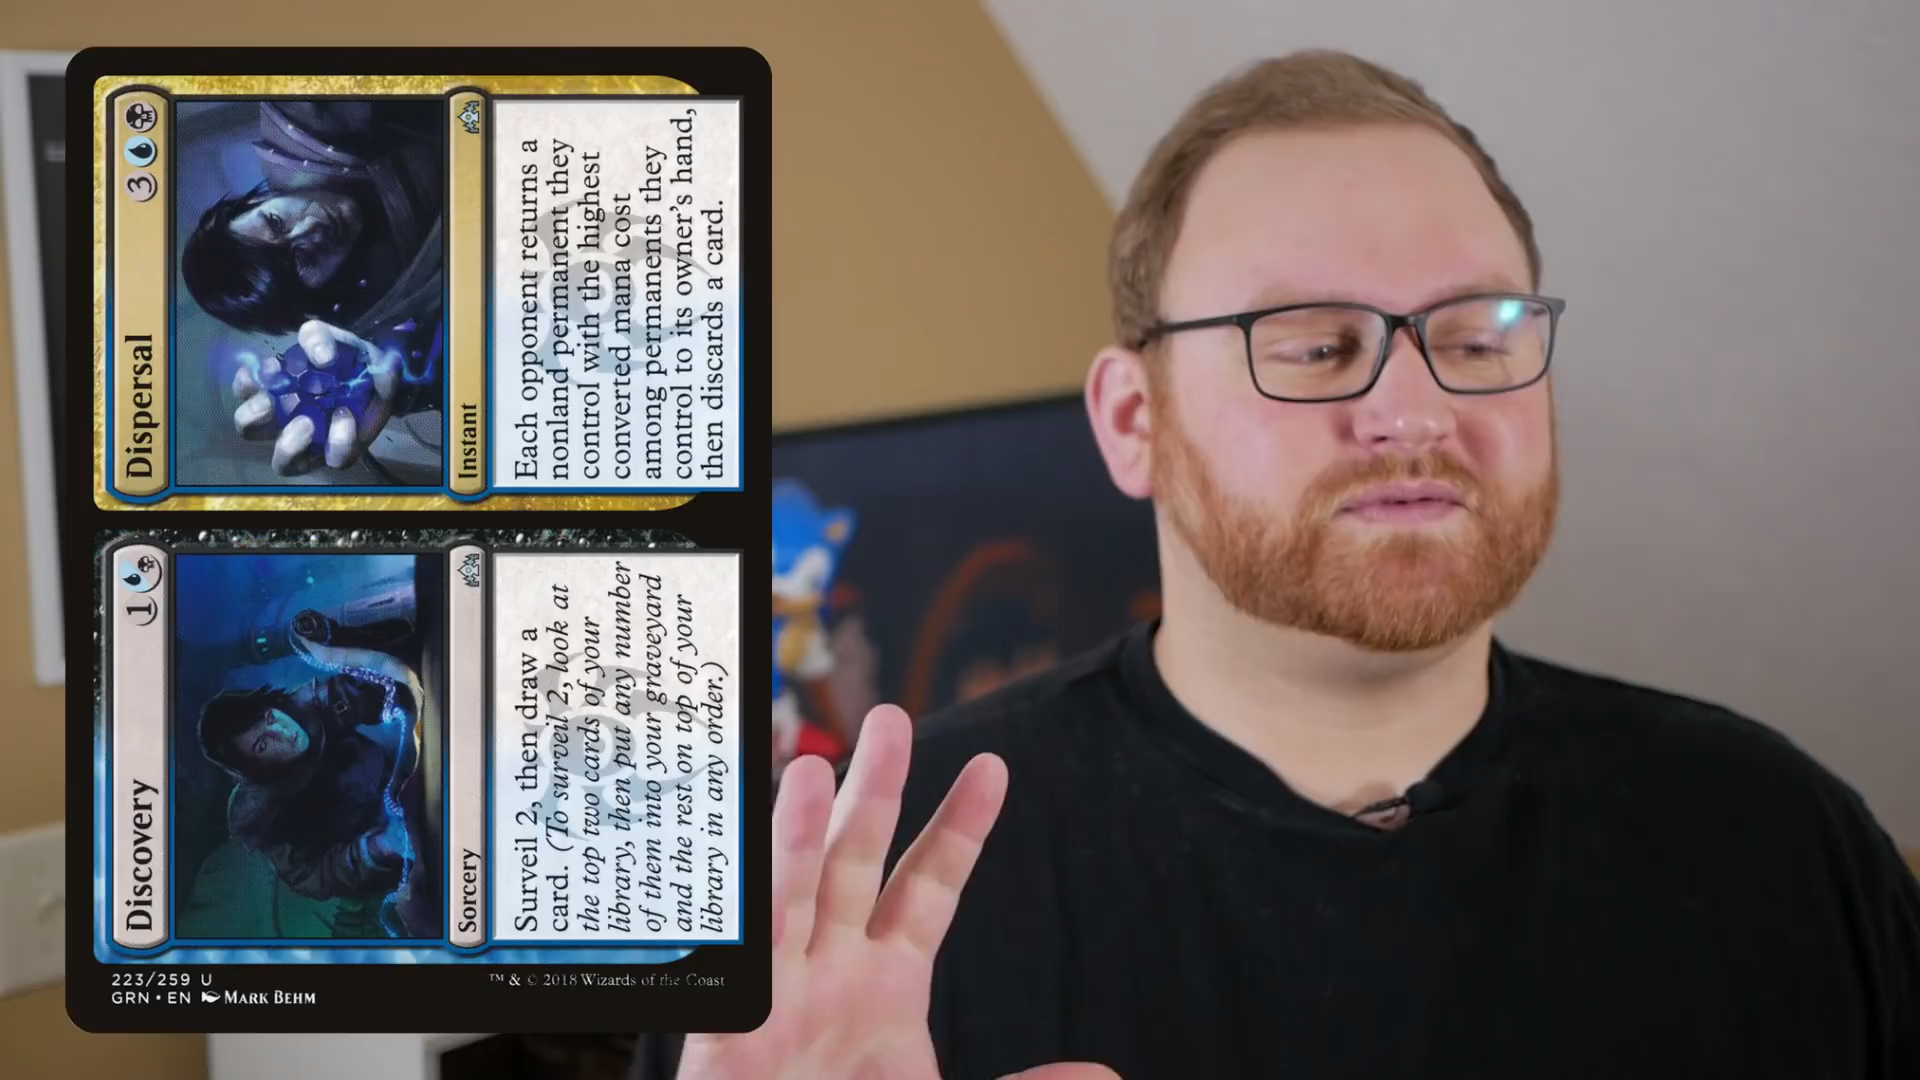 Dispersal
3
Instant
Each opponent returns a
nonland permanent they
control with the highest
converted mana cost
among permanents they
control to its owner's hand,
then discards a card.
Discovery
1
Sorcery
Surveil 2, then draw a
card. (To surveil 2, look at
the top two cards of your
library, then put any number
of them into your graveyard
and the rest on top of your
library in any order.)
223/259 U
GRN • EN MARK BEHM
™ & © 2018 Wizards of the Coast